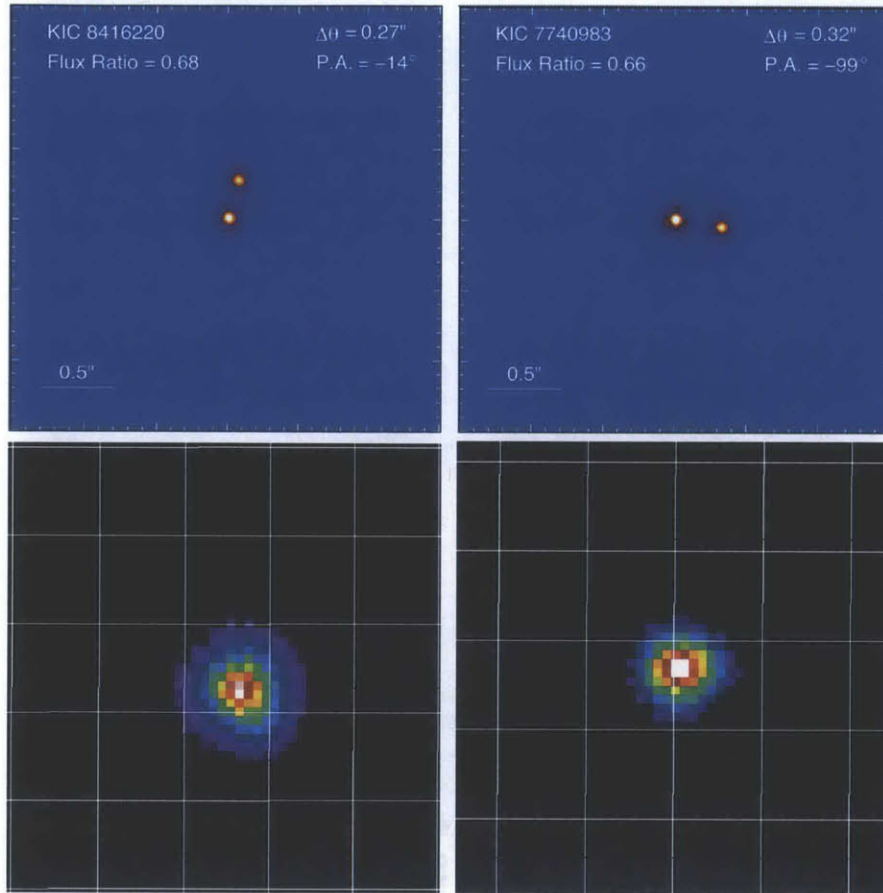 KIC 8416220 Δθ = 0.27"
Flux Ratio = 0.68 P.A. = −14°
0.5"
KIC 7740983 Δθ = 0.32"
Flux Ratio = 0.66 P.A. = −99°
0.5"